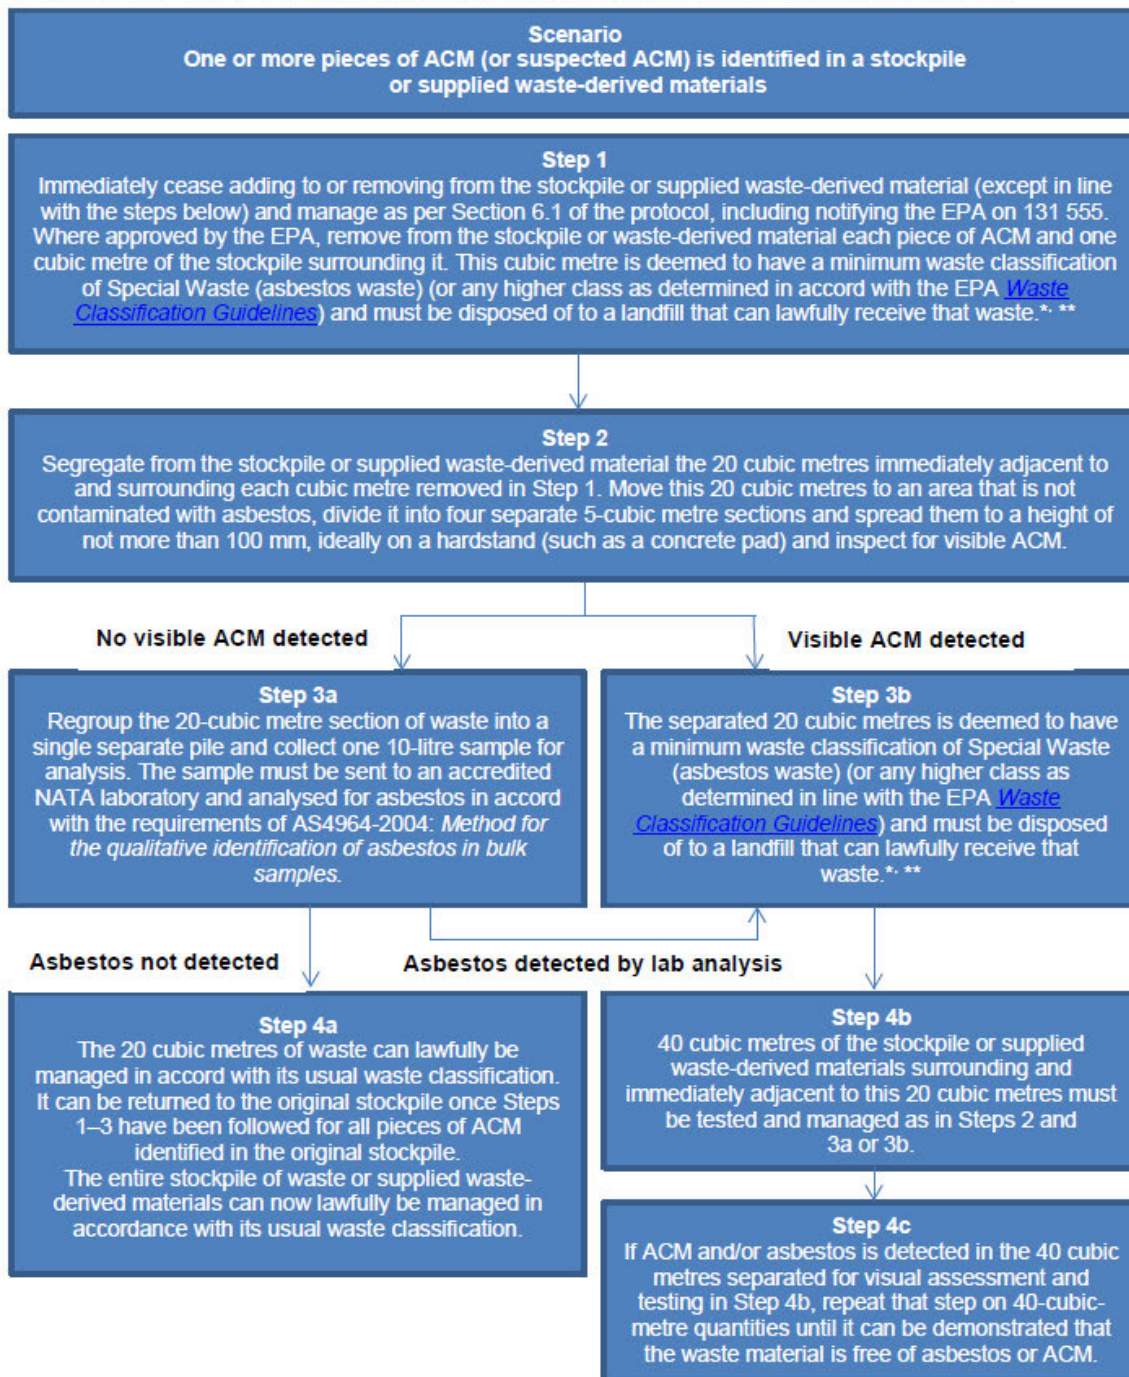 Scenario
One or more pieces of ACM (or suspected ACM) is identified in a stockpile
or supplied waste-derived materials
Step 1
Immediately cease adding to or removing from the stockpile or supplied waste-derived material (except in line
with the steps below) and manage as per Section 6.1 of the protocol, including notifying the EPA on 131 555.
Where approved by the EPA, remove from the stockpile or waste-derived material each piece of ACM and one
cubic metre of the stockpile surrounding it. This cubic metre is deemed to have a minimum waste classification
of Special Waste (asbestos waste) (or any higher class as determined in accord with the EPA Waste
Classification Guidelines) and must be disposed of to a landfill that can lawfully receive that waste.*, **
Step 2
Segregate from the stockpile or supplied waste-derived material the 20 cubic metres immediately adjacent to
and surrounding each cubic metre removed in Step 1. Move this 20 cubic metres to an area that is not
contaminated with asbestos, divide it into four separate 5-cubic metre sections and spread them to a height of
not more than 100 mm, ideally on a hardstand (such as a concrete pad) and inspect for visible ACM.
No visible ACM detected
Visible ACM detected
Step 3a
Regroup the 20-cubic metre section of waste into a
single separate pile and collect one 10-litre sample for
analysis. The sample must be sent to an accredited
NATA laboratory and analysed for asbestos in accord
with the requirements of AS4964-2004: Method for
the qualitative identification of asbestos in bulk
samples.
Step 3b
The separated 20 cubic metres is deemed to have
a minimum waste classification of Special Waste
(asbestos waste) (or any higher class as
determined in line with the EPA Waste
Classification Guidelines) and must be disposed
of to a landfill that can lawfully receive that
waste.*, **
Asbestos not detected
Asbestos detected by lab analysis
Step 4a
The 20 cubic metres of waste can lawfully be
managed in accord with its usual waste classification.
It can be returned to the original stockpile once Steps
1–3 have been followed for all pieces of ACM
identified in the original stockpile.
The entire stockpile of waste or supplied waste-
derived materials can now lawfully be managed in
accordance with its usual waste classification.
Step 4b
40 cubic metres of the stockpile or supplied
waste-derived materials surrounding and
immediately adjacent to this 20 cubic metres must
be tested and managed as in Steps 2 and
3a or 3b.
Step 4c
If ACM and/or asbestos is detected in the 40 cubic
metres separated for visual assessment and
testing in Step 4b, repeat that step on 40-cubic-
metre quantities until it can be demonstrated that
the waste material is free of asbestos or ACM.